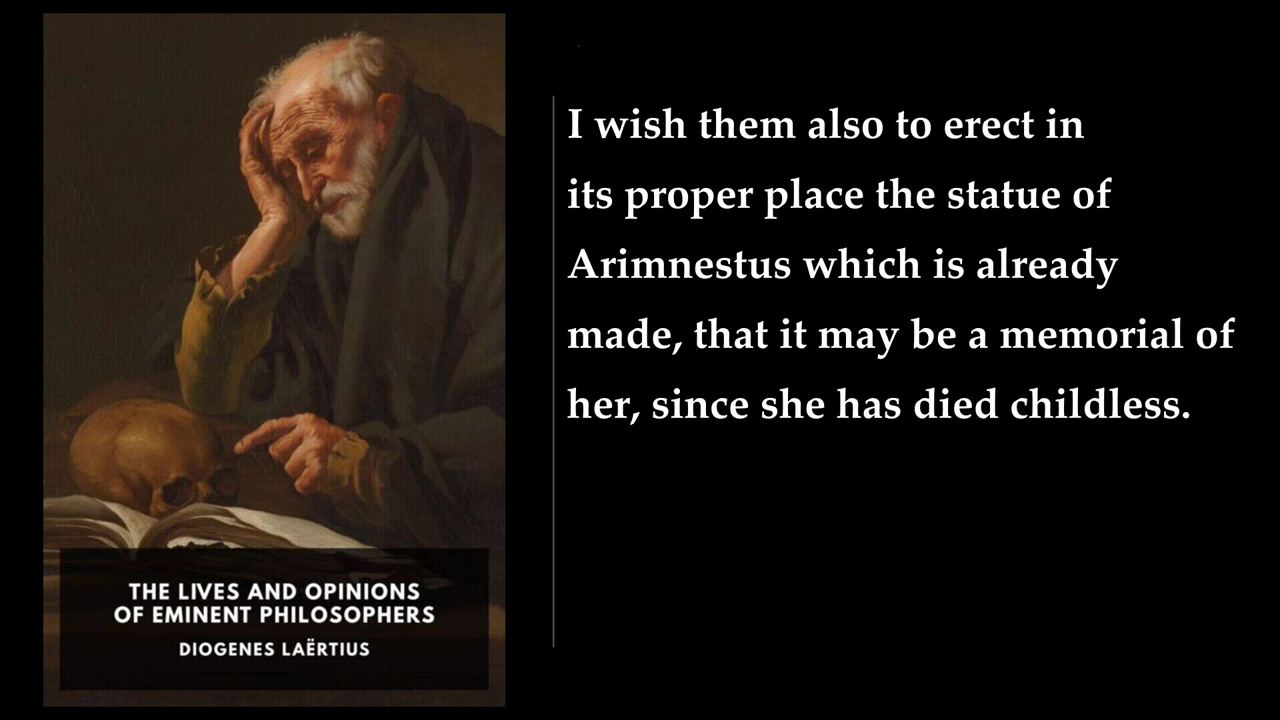 I wish them also to erect in
its proper place the statue of
Arimnestus which is already
made, that it may be a memorial of
her, since she has died childless.
THE LIVES AND OPINIONS
OF EMINENT PHILOSOPHERS
DIOGENES LAËRTIUS